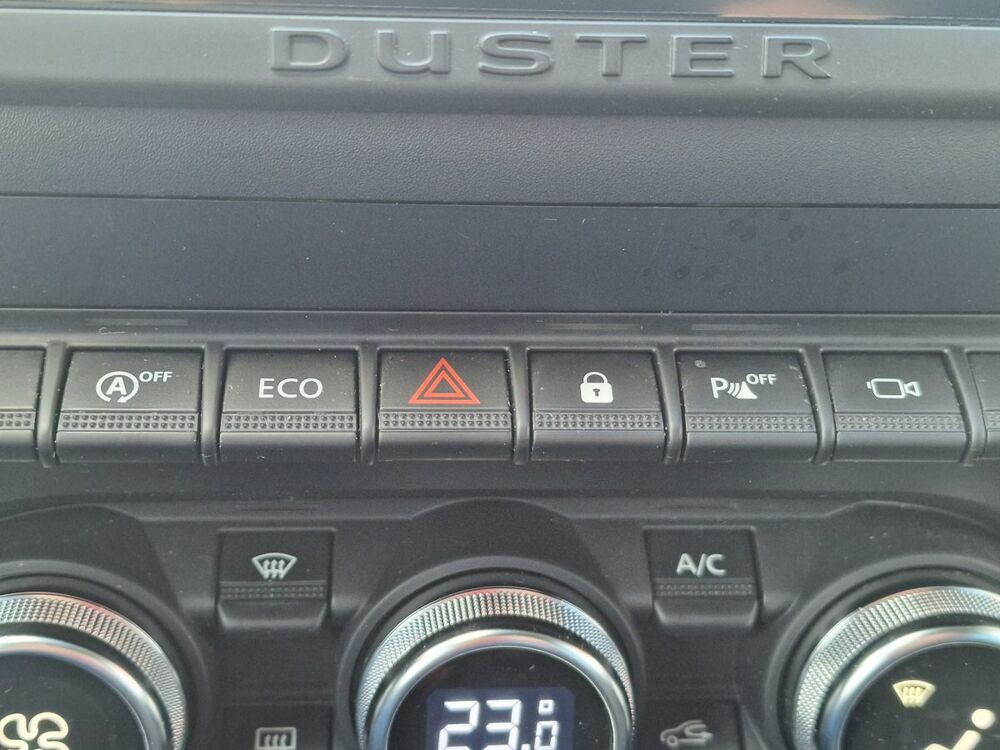 DUSTER
A OFF
ECO
P OFF
A/C
23.0